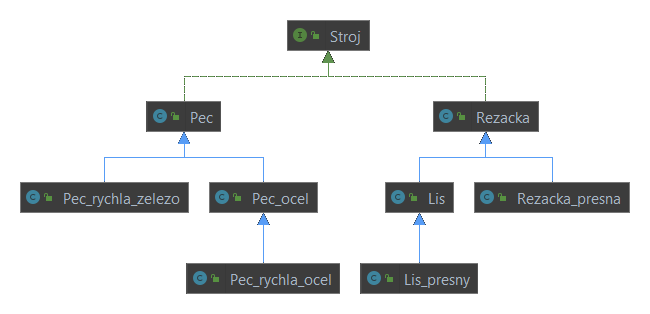 I Stroj
C Pec
C Rezacka
C Pec_rychla_zelezo
C Pec_ocel
C Lis
C Rezacka_presna
C Pec_rychla_ocel
C Lis_presny